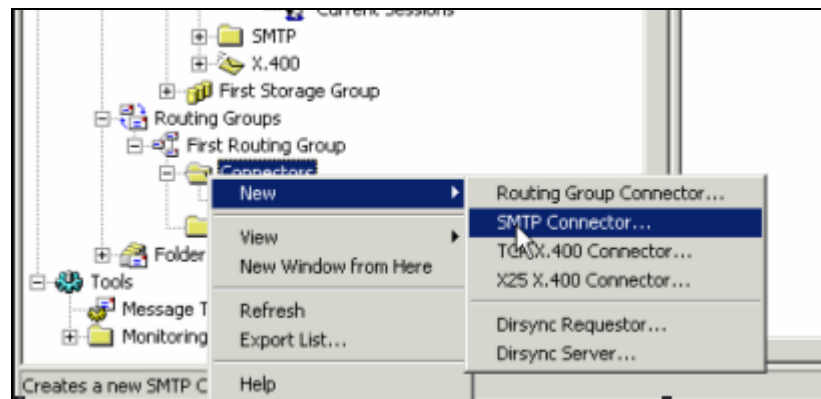 Current Sessions
SMTP
X.400
First Storage Group
Routing Groups
First Routing Group
Connectors
New
Routing Group Connector...
SMTP Connector...
View
X.400 Connector...
New Window from Here
X25 X.400 Connector...
Folder
Tools
Message T
Refresh
Dirsync Requestor...
Monitoring
Export List...
Dirsync Server...
Creates a new SMTP C
Help